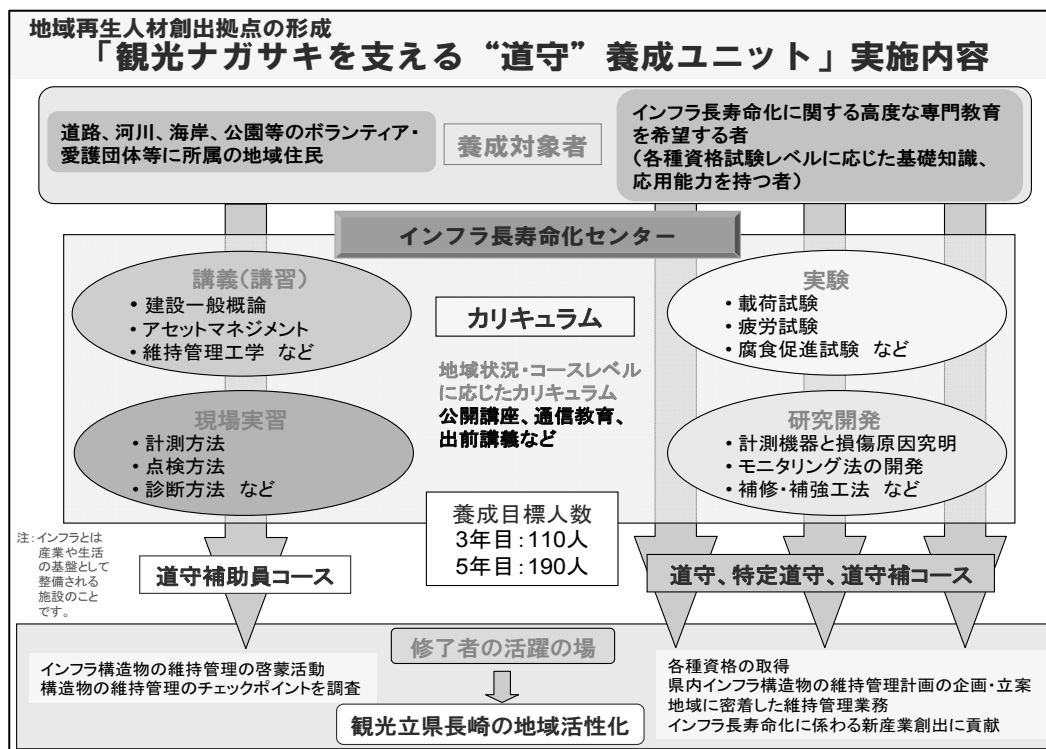 地域再生人材創出拠点の形成
「観光ナガサキを支える“道守”養成ユニット」実施内容
道路、河川、海岸、公園等のボランティア・
愛護団体等に所属の地域住民
養成対象者
インフラ長寿命化に関する高度な専門教育
を希望する者
（各種資格試験レベルに応じた基礎知識、
応用能力を持つ者）
インフラ長寿命化センター
講義（講習）
・建設一般概論
・アセットマネジメント
・維持管理工学 など
カリキュラム
実験
・載荷試験
・疲労試験
・腐食促進試験 など
地域状況・コースレベル
に応じたカリキュラム
公開講座、通信教育、
出前講義など
現場実習
・計測方法
・点検方法
・診断方法 など
研究開発
・計測機器と損傷原因究明
・モニタリング法の開発
・補修・補強工法 など
養成目標人数
3年目：110人
5年目：190人
注：インフラとは
産業や生活
の基盤として
整備される
施設のこと
です。
道守補助員コース
道守、特定道守、道守補コース
修了者の活躍の場
インフラ構造物の維持管理の啓蒙活動
構造物の維持管理のチェックポイントを調査
各種資格の取得
県内インフラ構造物の維持管理計画の企画・立案
地域に密着した維持管理業務
インフラ長寿命化に係わる新産業創出に貢献
観光立県長崎の地域活性化